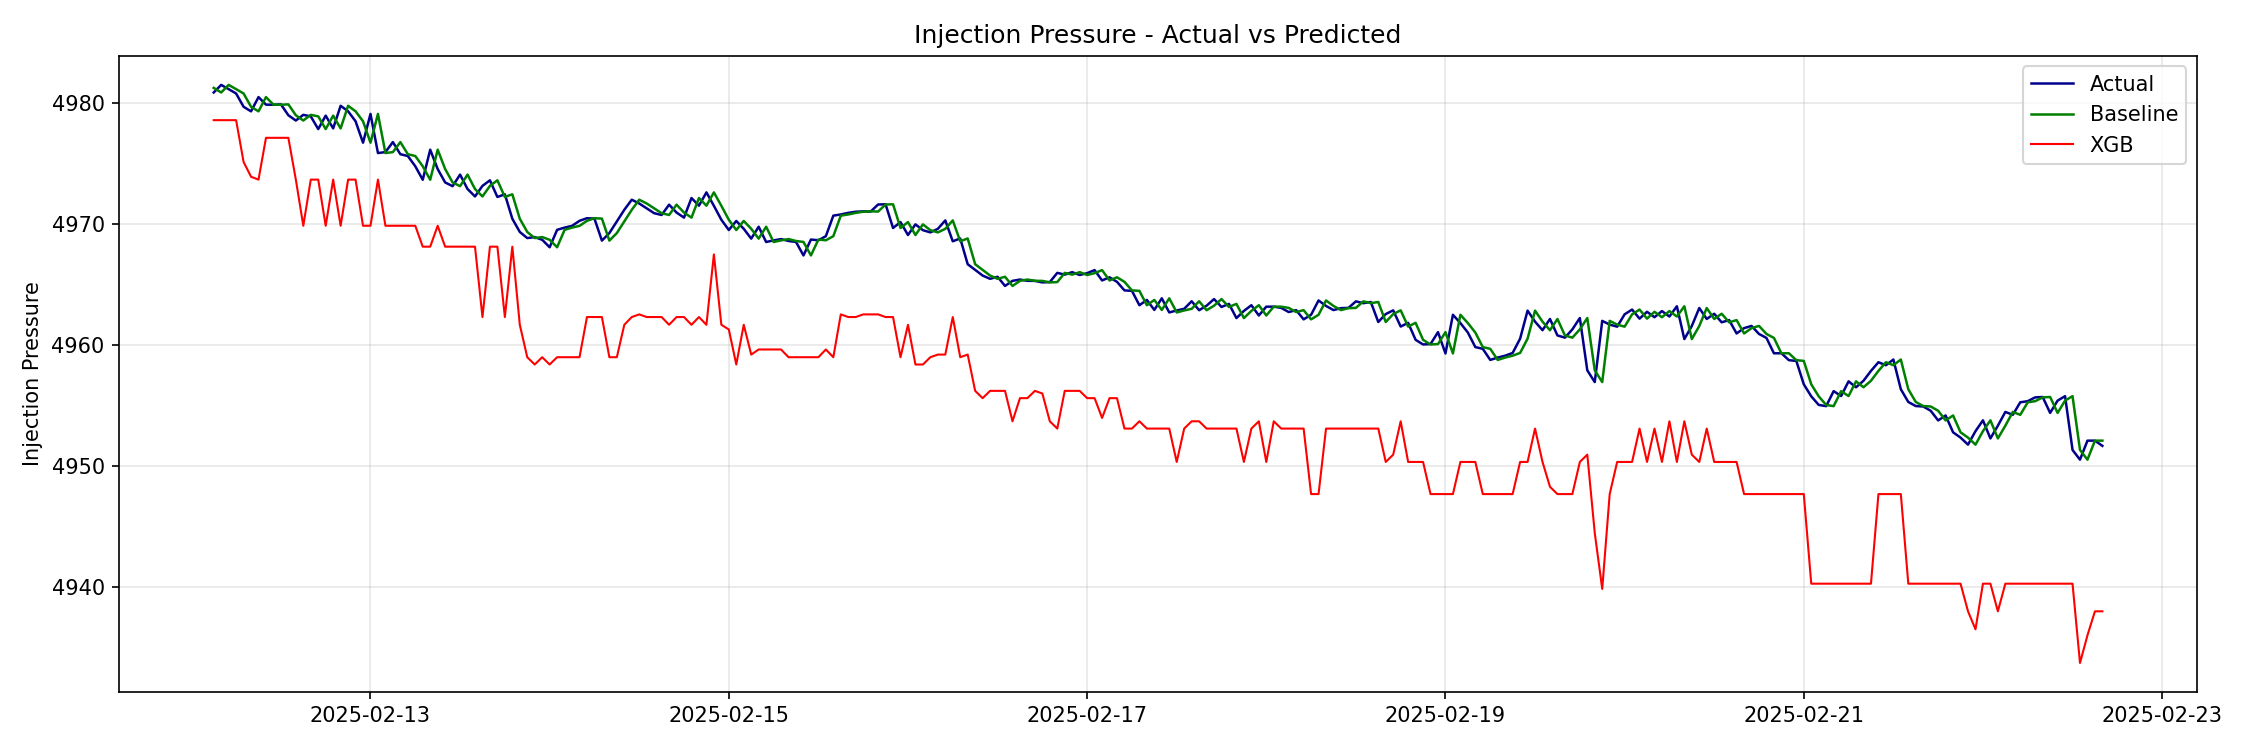 Injection Pressure - Actual vs Predicted
Actual
Baseline
XGB
Injection Pressure
4980
4970
4960
4950
4940
2025-02-13
2025-02-15
2025-02-17
2025-02-19
2025-02-21
2025-02-23